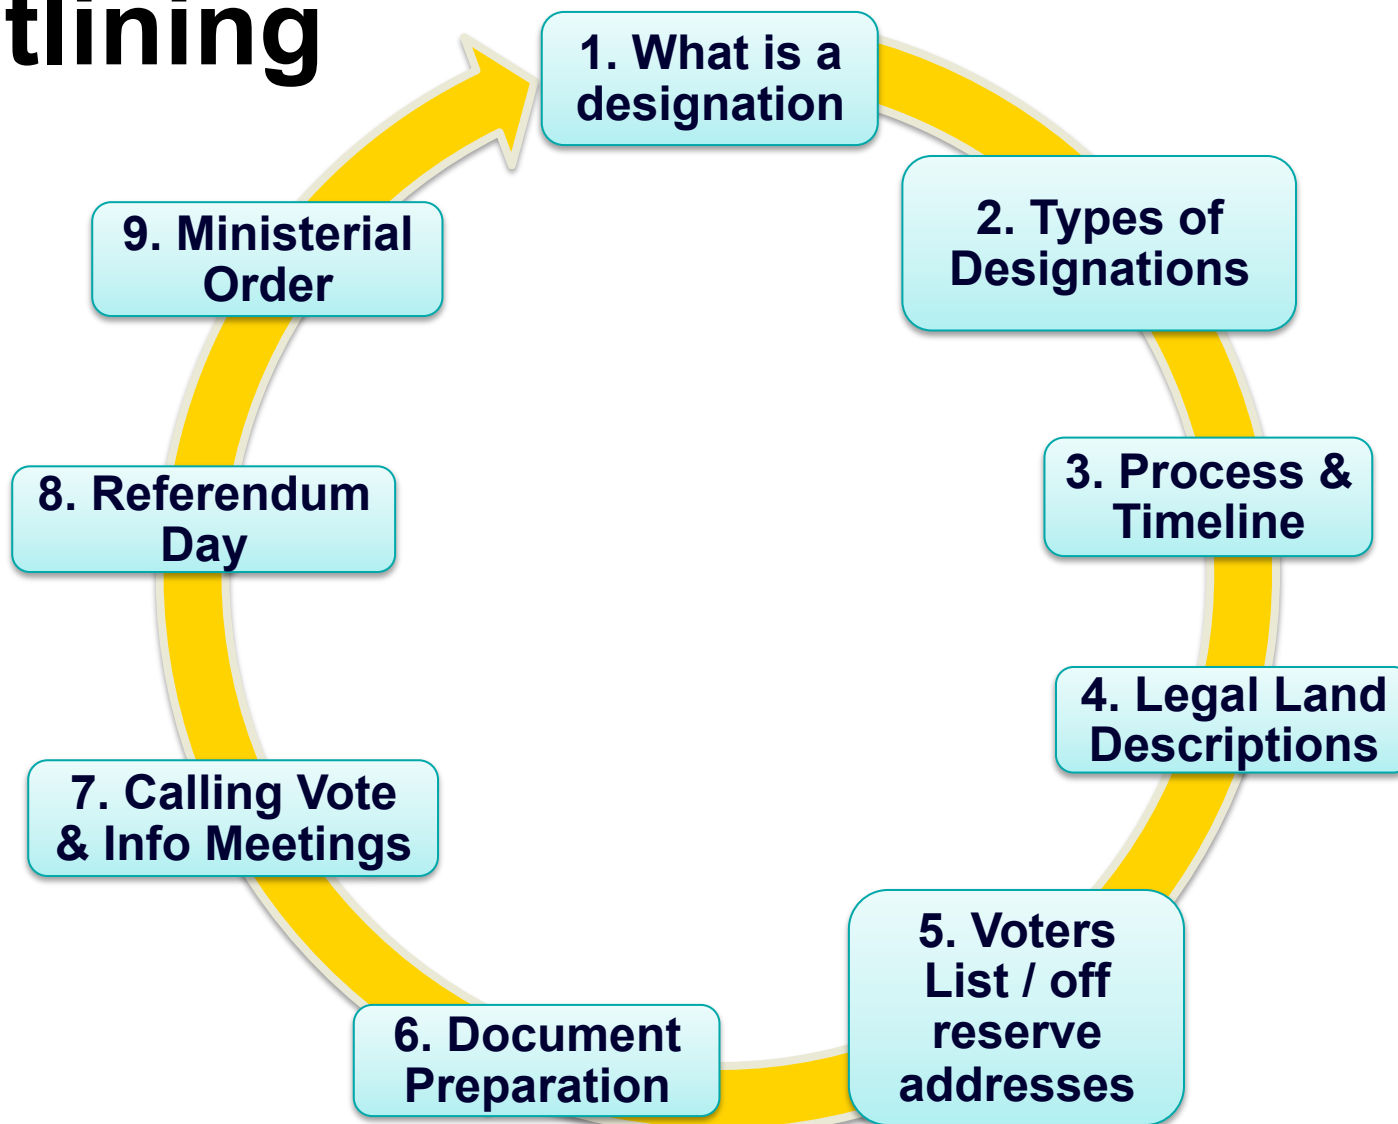 tlining
1. What is a
designation
2. Types of
Designations
3. Process &
Timeline
4. Legal Land
Descriptions
5. Voters
List / off
reserve
addresses
6. Document
Preparation
7. Calling Vote
& Info Meetings
8. Referendum
Day
9. Ministerial
Order